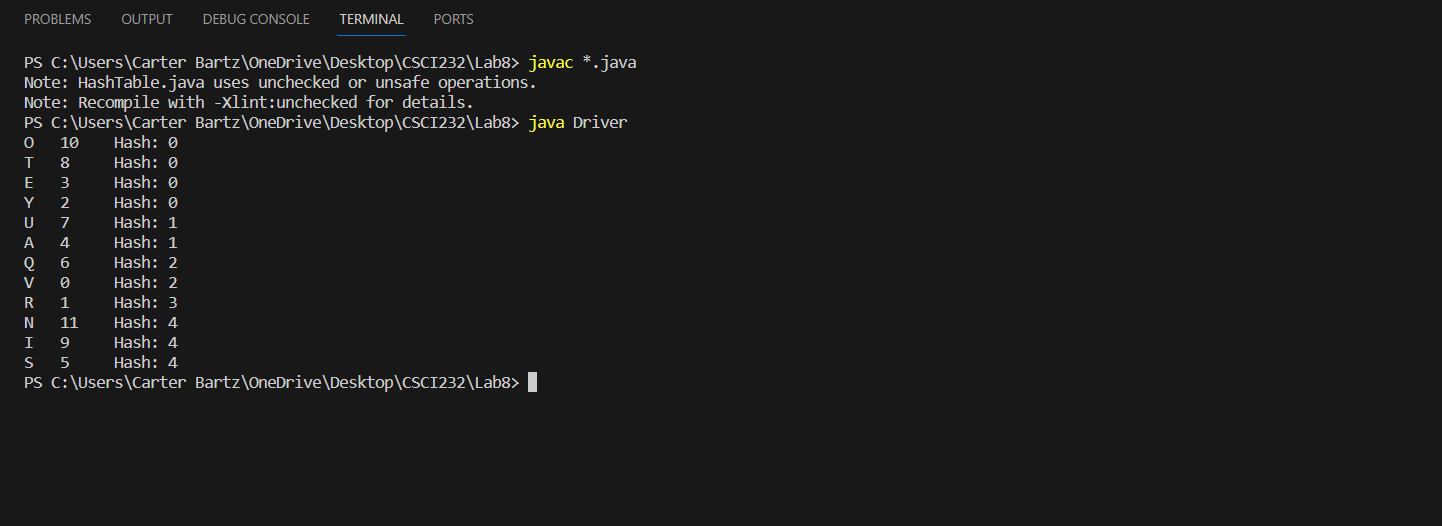 PROBLEMS OUTPUT DEBUG CONSOLE TERMINAL PORTS
PS C:\Users\Carter Bartz\OneDrive\Desktop\CSCI232\Lab8> javac *.java
Note: HashTable.java uses unchecked or unsafe operations.
Note: Recompile with -Xlint:unchecked for details.
PS C:\Users\Carter Bartz\OneDrive\Desktop\CSCI232\Lab8> java Driver
O 10 Hash: 0
T 8 Hash: 0
E 3 Hash: 0
Y 2 Hash: 0
U 7 Hash: 1
A 4 Hash: 1
Q 6 Hash: 2
V 0 Hash: 2
R 1 Hash: 3
N 11 Hash: 4
I 9 Hash: 4
S 5 Hash: 4
PS C:\Users\Carter Bartz\OneDrive\Desktop\CSCI232\Lab8>